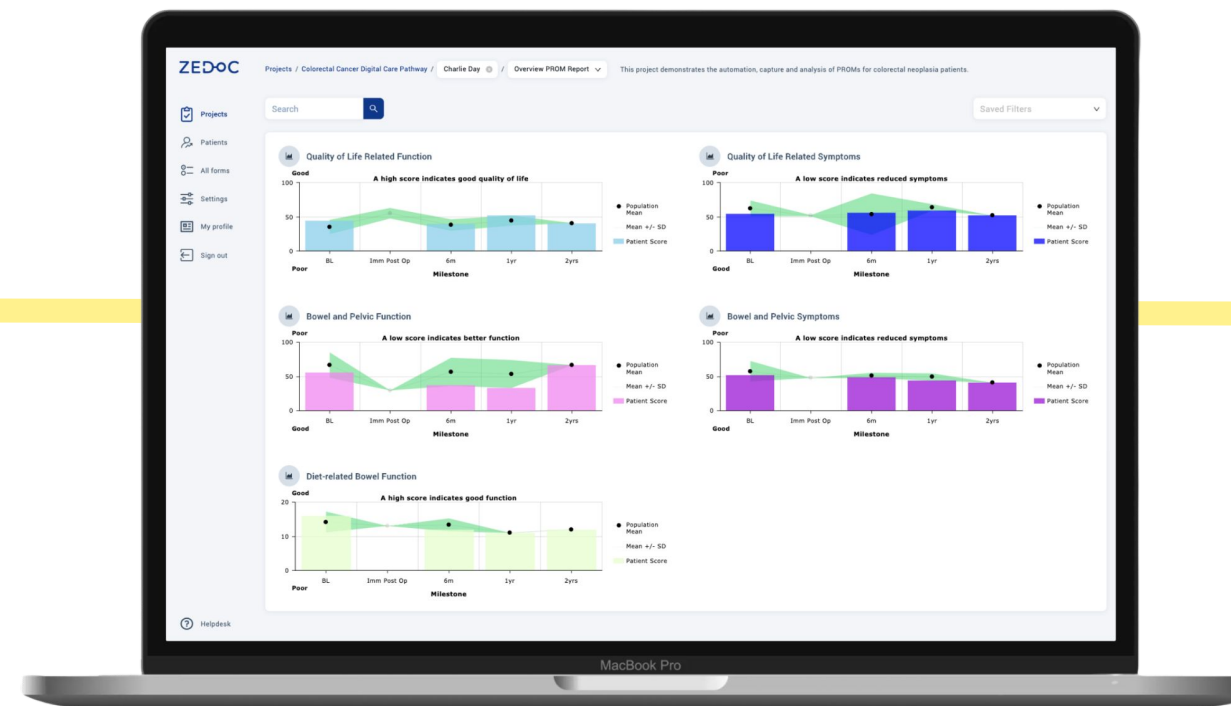 ZEDOC
Projects / Colorectal Cancer Digital Care Pathway / Charlie Day / Overview PROM Report This project demonstrates the automation, capture and analysis of PROMs for colorectal neoplasia patients.
Projects
Patients
All forms
Settings
My profile
Sign out
Helpdesk
Search
Saved Filters
Quality of Life Related Function
Good
A high score indicates good quality of life
100
50
0
Poor
BL Imm Post Op 6m 1yr 2yrs
Milestone
Population
Mean
Mean +/- SD
Patient Score
Quality of Life Related Symptoms
Poor
A low score indicates reduced symptoms
100
50
0
Good
BL Imm Post Op 6m 1yr 2yrs
Milestone
Population
Mean
Mean +/- SD
Patient Score
Bowel and Pelvic Function
Poor
A low score indicates better function
100
50
0
Good
BL Imm Post Op 6m 1yr 2yrs
Milestone
Population
Mean
Mean +/- SD
Patient Score
Bowel and Pelvic Symptoms
Poor
A low score indicates reduced symptoms
100
50
0
Good
BL Imm Post Op 6m 1yr 2yrs
Milestone
Population
Mean
Mean +/- SD
Patient Score
Diet-related Bowel Function
Good
A high score indicates good function
20
10
0
Poor
BL Imm Post Op 6m 1yr 2yrs
Milestone
Population
Mean
Mean +/- SD
Patient Score
MacBook Pro